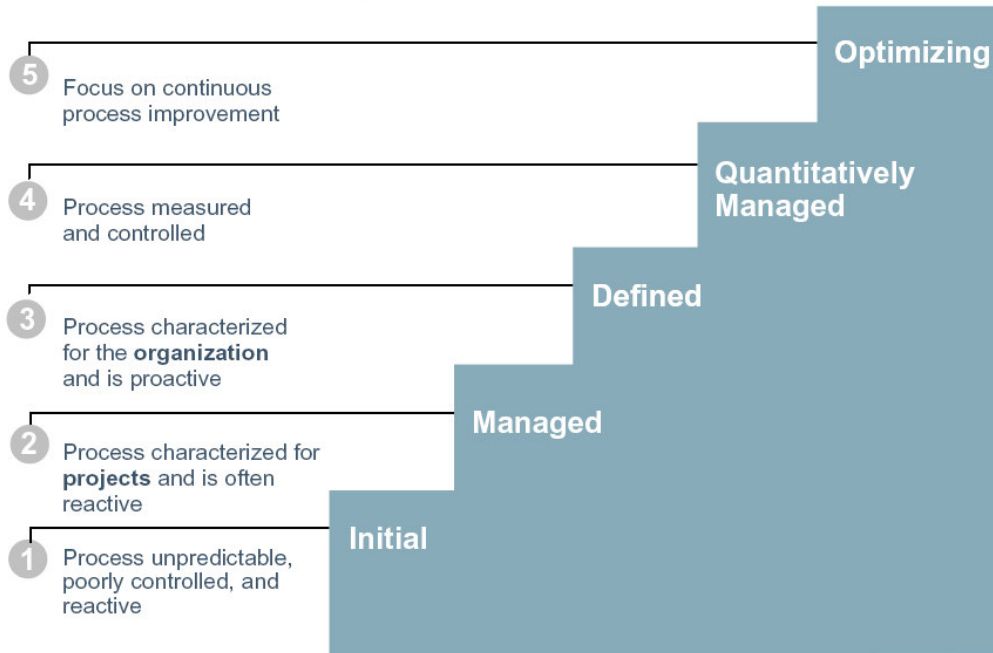 5
Optimizing
Focus on continuous
process improvement
4
Quantitatively
Managed
Process measured
and controlled
3
Defined
Process characterized
for the organization
and is proactive
2
Managed
Process characterized for
projects and is often
reactive
1
Initial
Process unpredictable,
poorly controlled, and
reactive